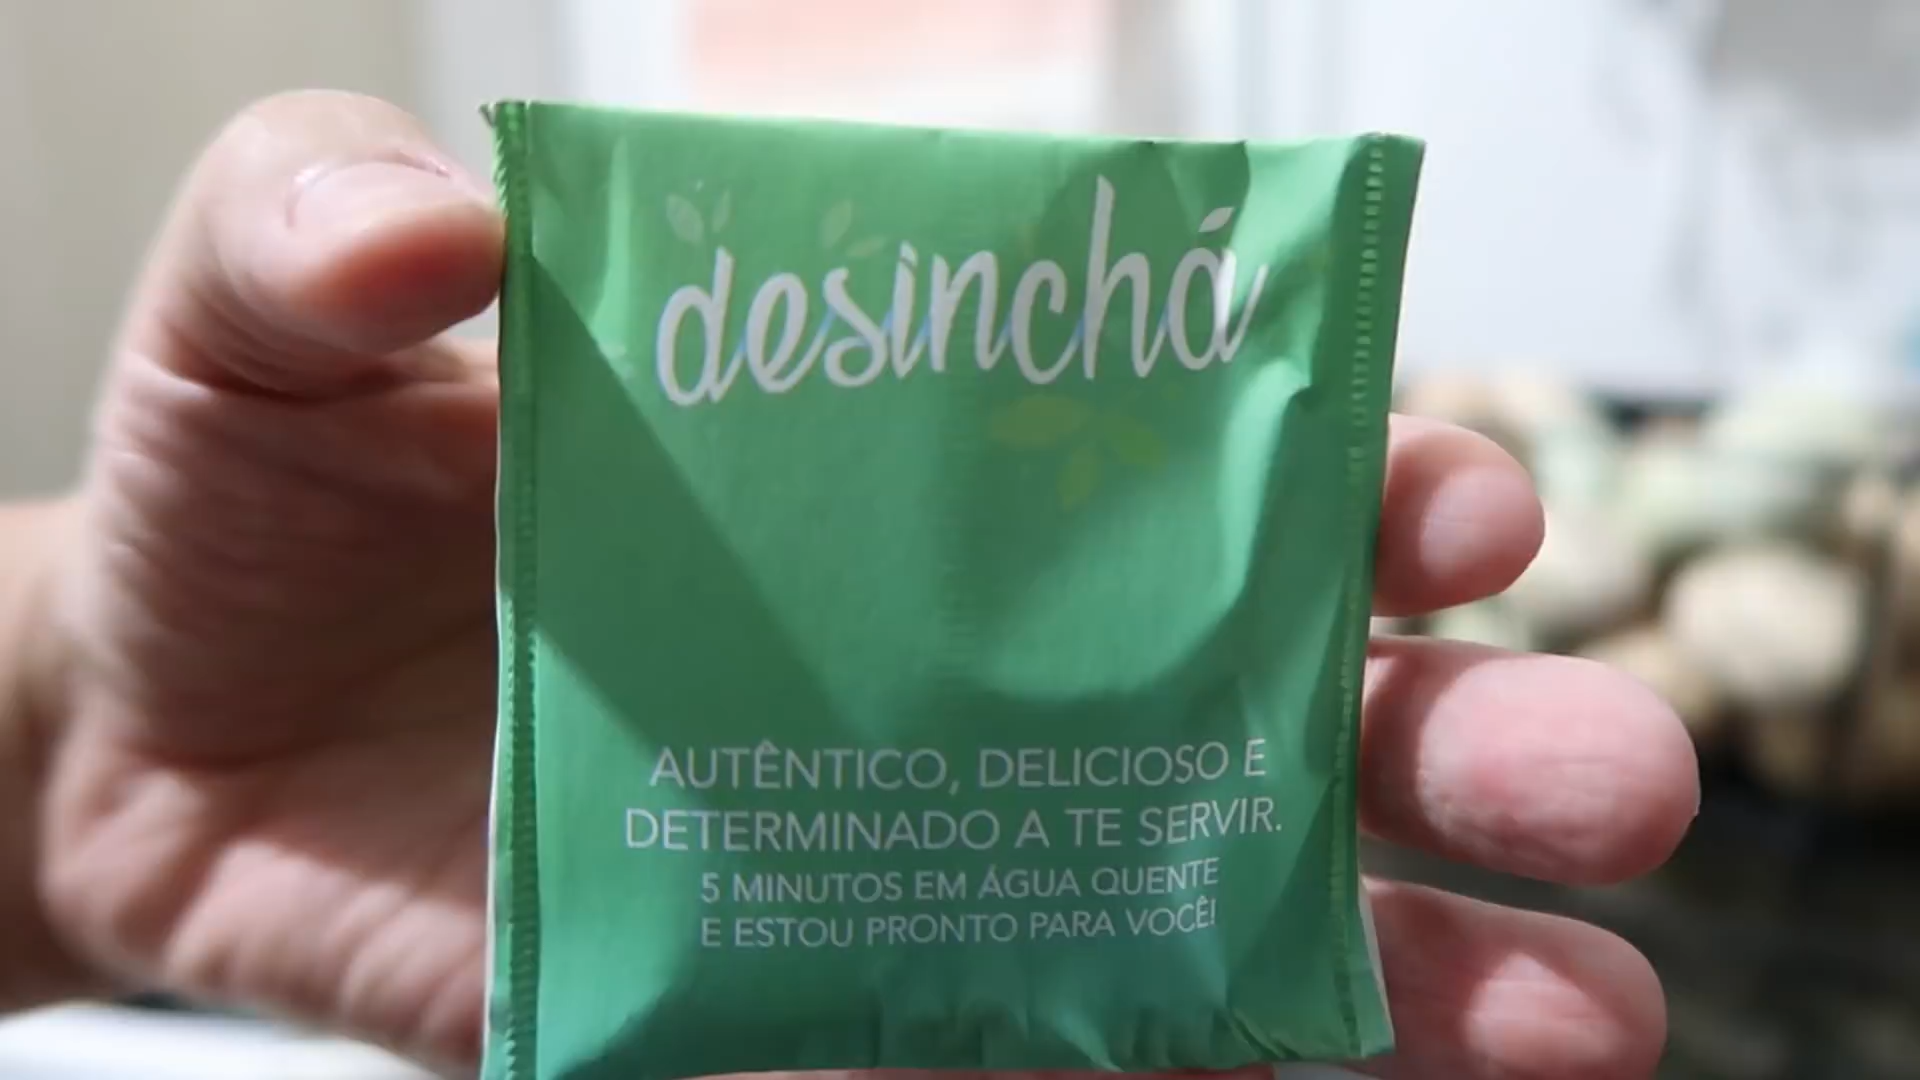 desinchá
AUTÊNTICO, DELICIOSO E
DETERMINADO A TE SERVIR.
5 MINUTOS EM ÁGUA QUENTE
E ESTOU PRONTO PARA VOCÊ!